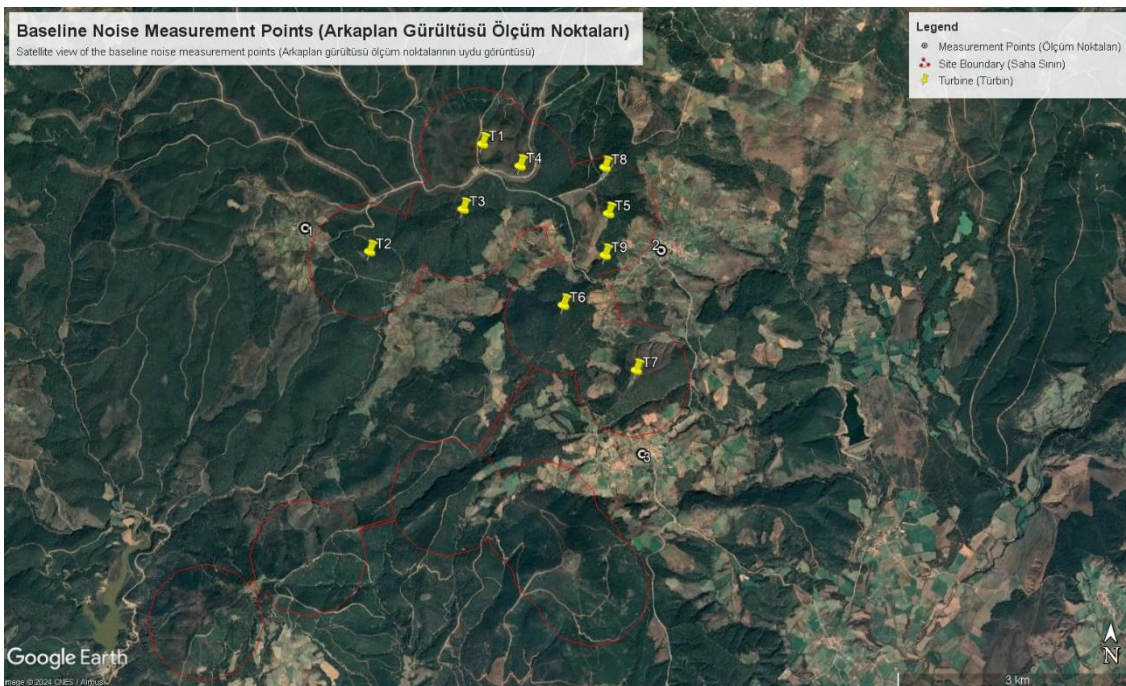 Baseline Noise Measurement Points (Arkaplan Gürültüsü Ölçüm Noktaları)
Satellite view of the baseline noise measurement points (Arkaplan gürültüsü ölçüm noktalarının uydu görüntüsü)
Legend
Measurement Points (Ölçüm Noktaları)
Site Boundary (Saha Sınırı)
Turbine (Türbin)
T1
T4
T8
T3
T5
1
T2
2
T9
T6
T7
3
Google Earth
Image © 2024 CNES / Airbus
N
3 km